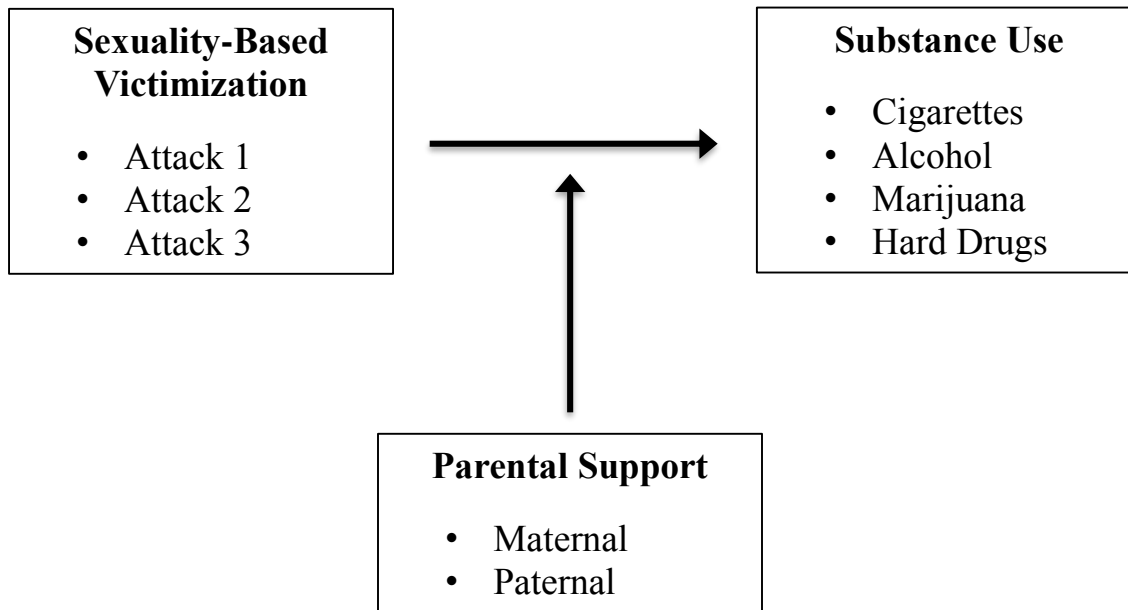 Sexuality-Based
Victimization
• Attack 1
• Attack 2
• Attack 3
Substance Use
• Cigarettes
• Alcohol
• Marijuana
• Hard Drugs
Parental Support
• Maternal
• Paternal